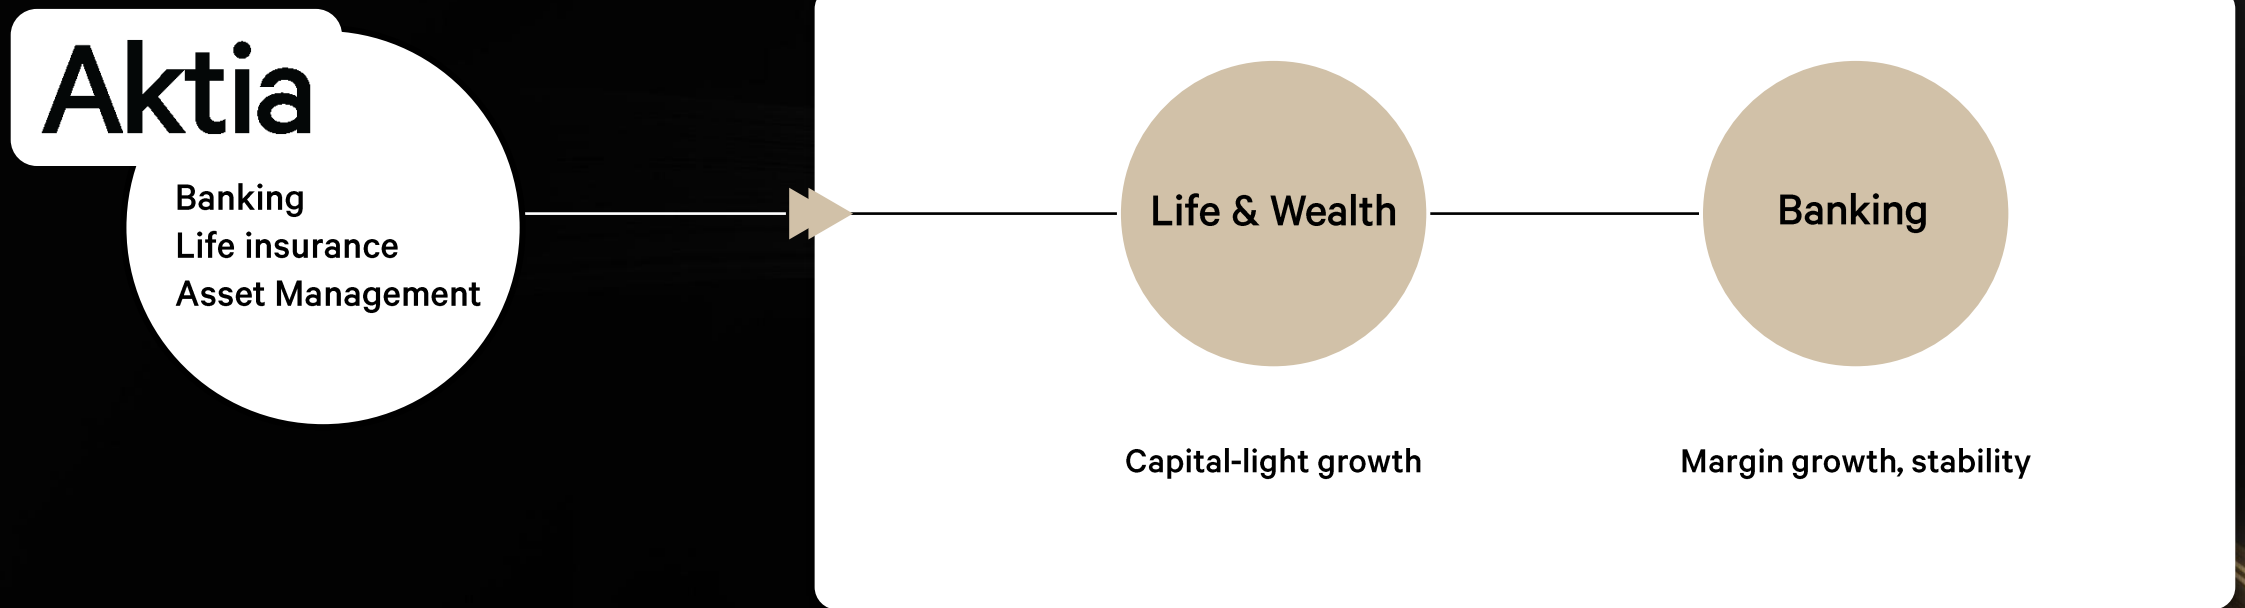 Aktia
Banking
Life insurance
Asset Management
Life & Wealth
Banking
Capital-light growth
Margin growth, stability